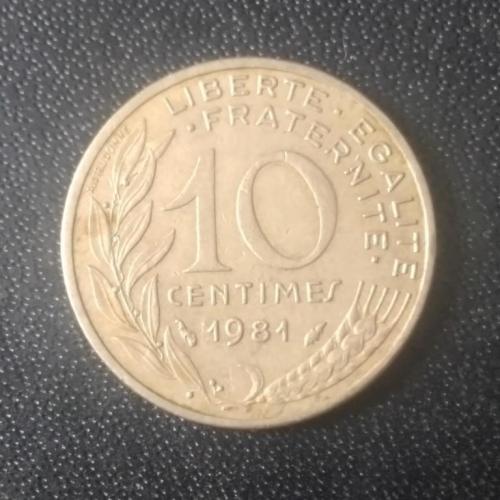 LIBERTE · EGALITE
· FRATERNITE ·
10
CENTIMES
1981